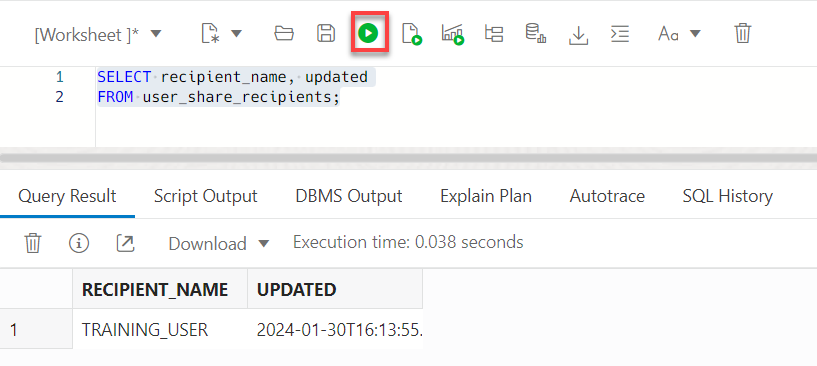 [Worksheet ]*
Aa
1 SELECT recipient_name, updated
2 FROM user_share_recipients;
Query Result Script Output DBMS Output Explain Plan Autotrace SQL History
Download Execution time: 0.038 seconds
RECIPIENT_NAME UPDATED
1 TRAINING_USER 2024-01-30T16:13:55.